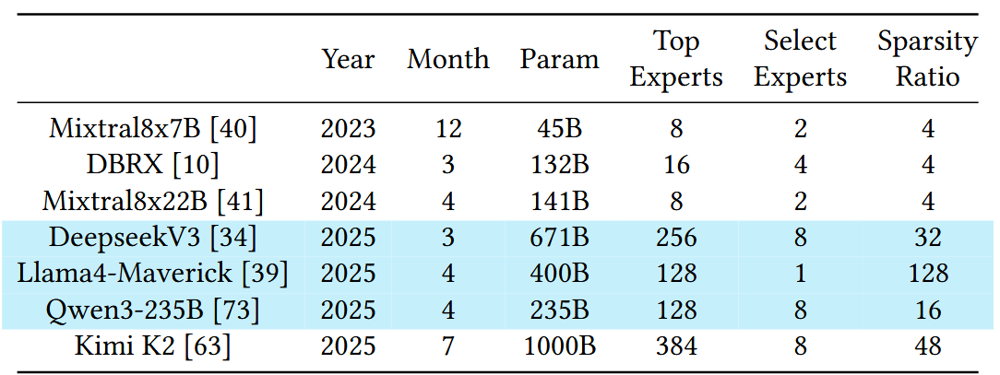 Year Month Param Top Experts Select Experts Sparsity Ratio
Mixtral8x7B [40] 2023 12 45B 8 2 4
DBRX [10] 2024 3 132B 16 4 4
Mixtral8x22B [41] 2024 4 141B 8 2 4
DeepseekV3 [34] 2025 3 671B 256 8 32
Llama4-Maverick [39] 2025 4 400B 128 1 128
Qwen3-235B [73] 2025 4 235B 128 8 16
Kimi K2 [63] 2025 7 1000B 384 8 48